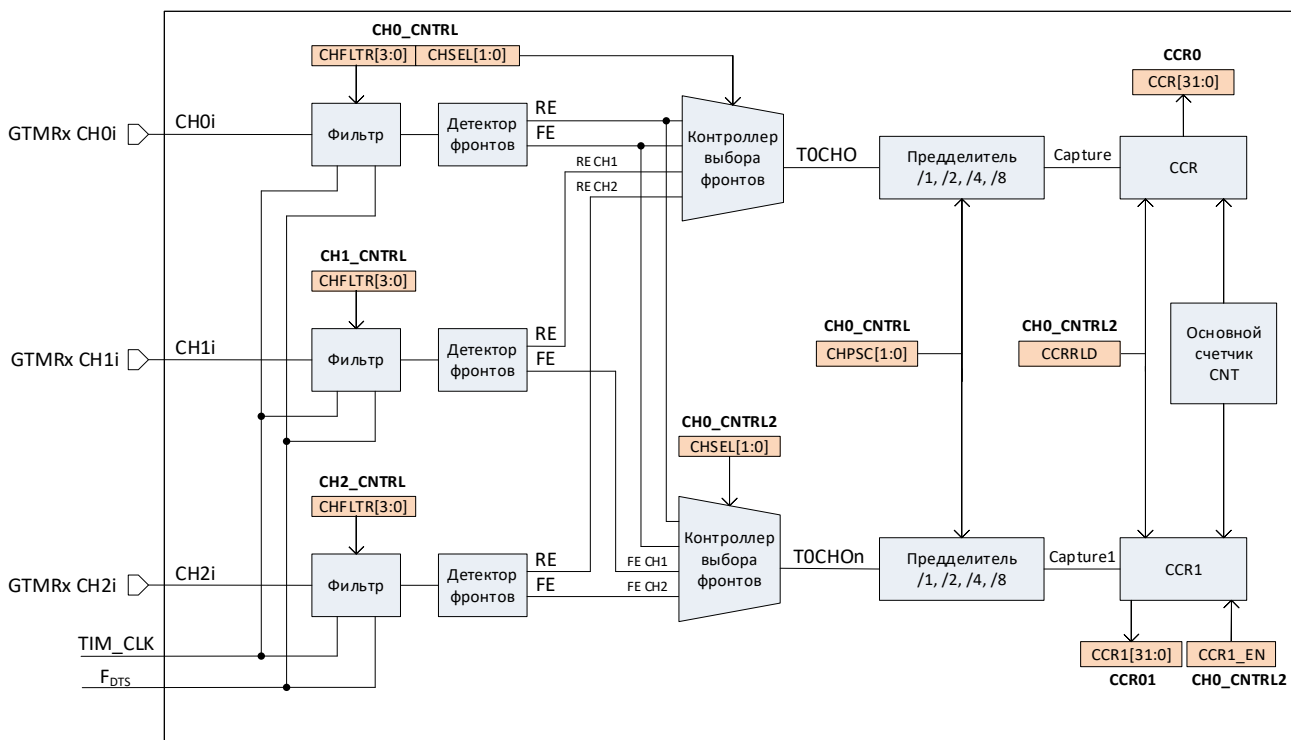 CH0_CNTRL
CHFLTR[3:0] CHSEL[1:0]
CCR0
CCR[31:0]
GTMRx CH0i
CH0i
Фильтр
Детектор
фронтов
RE
FE
RE CH1
RE CH2
Контроллер
выбора
фронтов
T0CHO
Предделитель
/1, /2, /4, /8
Capture
CCR
CH1_CNTRL
CHFLTR[3:0]
GTMRx CH1i
CH1i
Фильтр
Детектор
фронтов
RE
FE
CH0_CNTRL
CHPSC[1:0]
CH0_CNTRL2
CCRRLD
Основной
счетчик
CNT
CH0_CNTRL2
CHSEL[1:0]
CH2_CNTRL
CHFLTR[3:0]
GTMRx CH2i
CH2i
Фильтр
Детектор
фронтов
RE
FE
FE CH1
FE CH2
Контроллер
выбора
фронтов
T0CHOn
Предделитель
/1, /2, /4, /8
Capture1
CCR1
TIM_CLK
FDTS
CCR1[31:0]
CCR01
CCR1_EN
CH0_CNTRL2